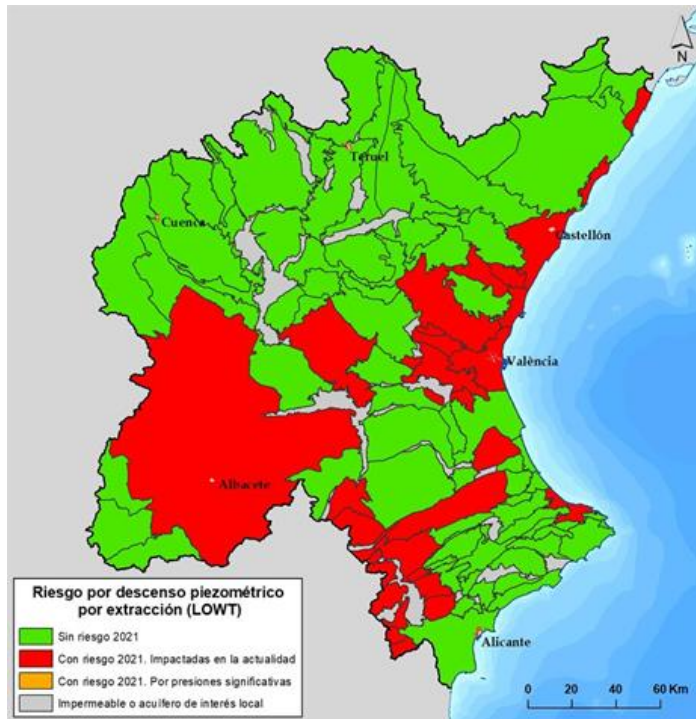 N
Teruel
Cuenca
Castellón
València
Albacete
Alicante
Riesgo por descenso piezométrico
por extracción (LOWT)
Sin riesgo 2021
Con riesgo 2021. Impactadas en la actualidad
Con riesgo 2021. Por presiones significativas
Impermeable o acuífero de interés local
0 20 40 60 Km